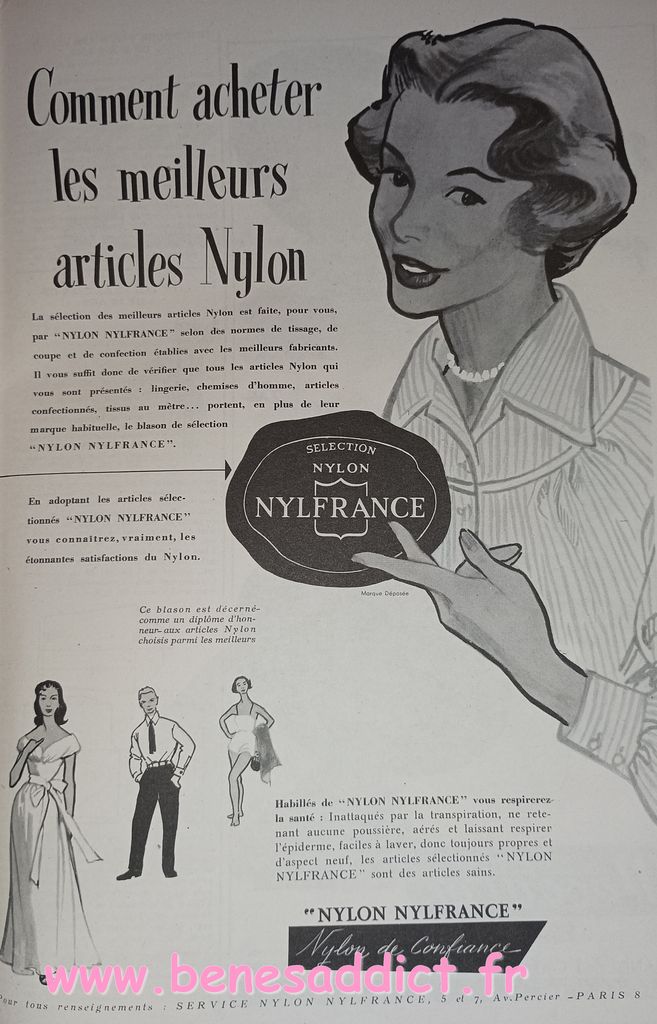 Comment acheter
les meilleurs
articles Nylon
La sélection des meilleurs articles Nylon est faite, pour vous,
par "NYLON NYLFRANCE" selon des normes de tissage, de
coupe et de confection établies avec les meilleurs fabricants.
Il vous suffit donc de vérifier que tous les articles Nylon qui
vous sont présentés : lingerie, chemises d'homme, articles
confectionnés, tissus au mètre... portent, en plus de leur
marque habituelle, le blason de sélection
"NYLON NYLFRANCE".
SELECTION
NYLON
NYLFRANCE
Marque Déposée
En adoptant les articles sélec-
tionnés "NYLON NYLFRANCE"
vous connaîtrez, vraiment, les
étonnantes satisfactions du Nylon.
Ce blason est décerné-
comme un diplôme d'hon-
neur-aux articles Nylon
choisis parmi les meilleurs
Habillés de "NYLON NYLFRANCE" vous respirerez
la santé : Inattaqués par la transpiration, ne rete-
nant aucune poussière, aérés et laissant respirer
l'épiderme, faciles à laver, donc toujours propres et
d'aspect neuf, les articles sélectionnés "NYLON
NYLFRANCE" sont des articles sains.
"NYLON NYLFRANCE"
Nylon de Confiance
www.benesaddict.fr
Pour tous renseignements : SERVICE NYLON NYLFRANCE, 5 et 7, Av. Percier - PARIS 8